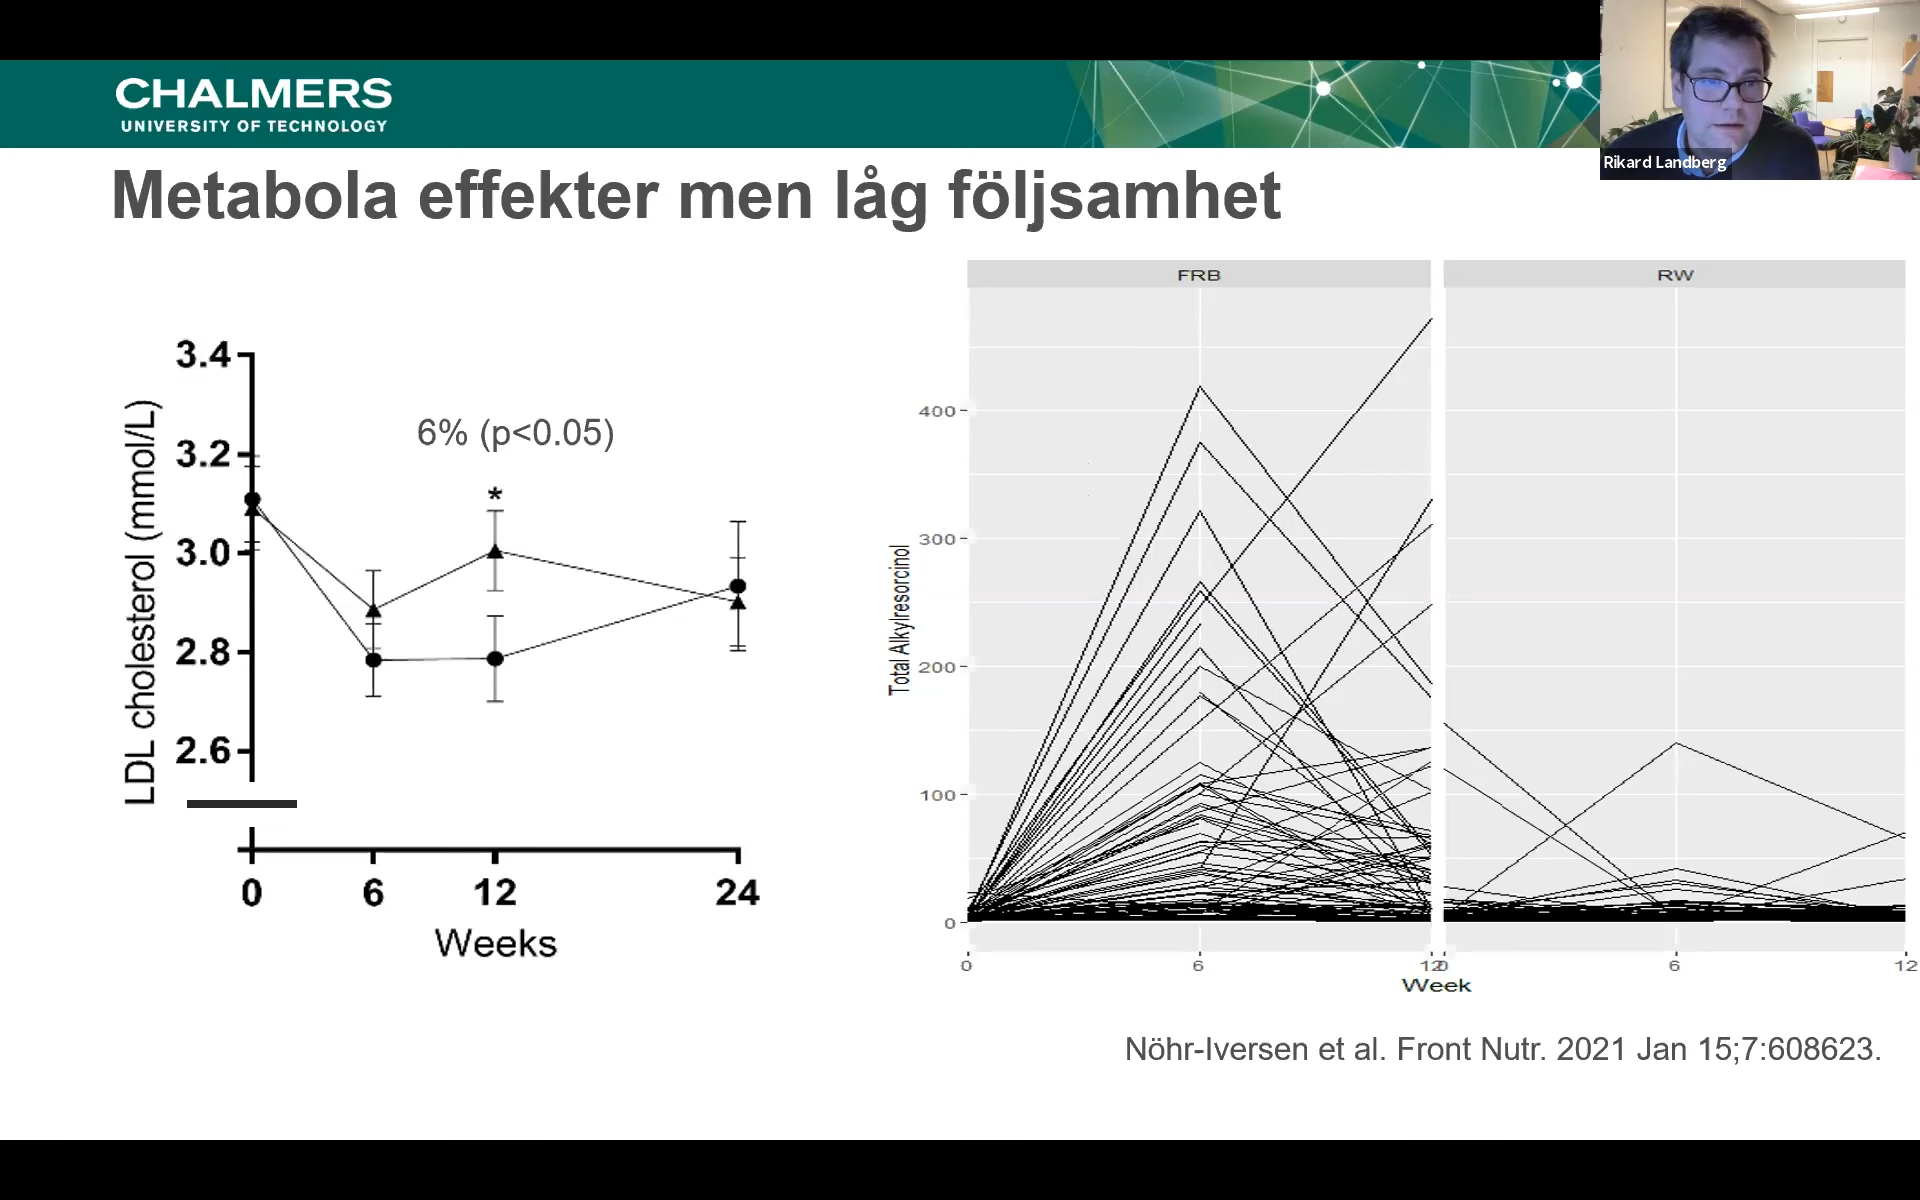 CHALMERS
UNIVERSITY OF TECHNOLOGY
Rikard Landberg
Metabola effekter men låg följsamhet
LDL cholesterol (mmol/L)
3.4
3.2
3.0
2.8
2.6
6% (p<0.05)
*
0 6 12 24
Weeks
FRB RW
Total Alkylresorcinol
400
300
200
100
0
0 6 12 0 6 12
Week
Nöhr-Iversen et al. Front Nutr. 2021 Jan 15;7:608623.